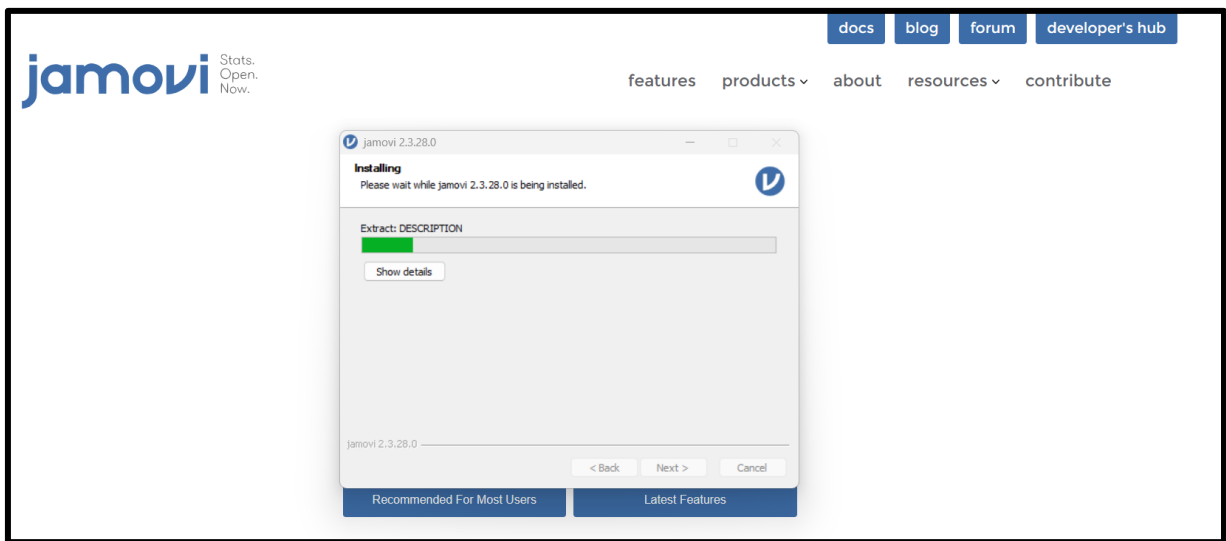 docs blog forum developer's hub
jamovi
Stats.
Open.
Now.
features products about resources contribute
jamovi 2.3.28.0
Installing
Please wait while jamovi 2.3.28.0 is being installed.
Extract: DESCRIPTION
Show details
jamovi 2.3.28.0
< Back Next > Cancel
Recommended For Most Users Latest Features